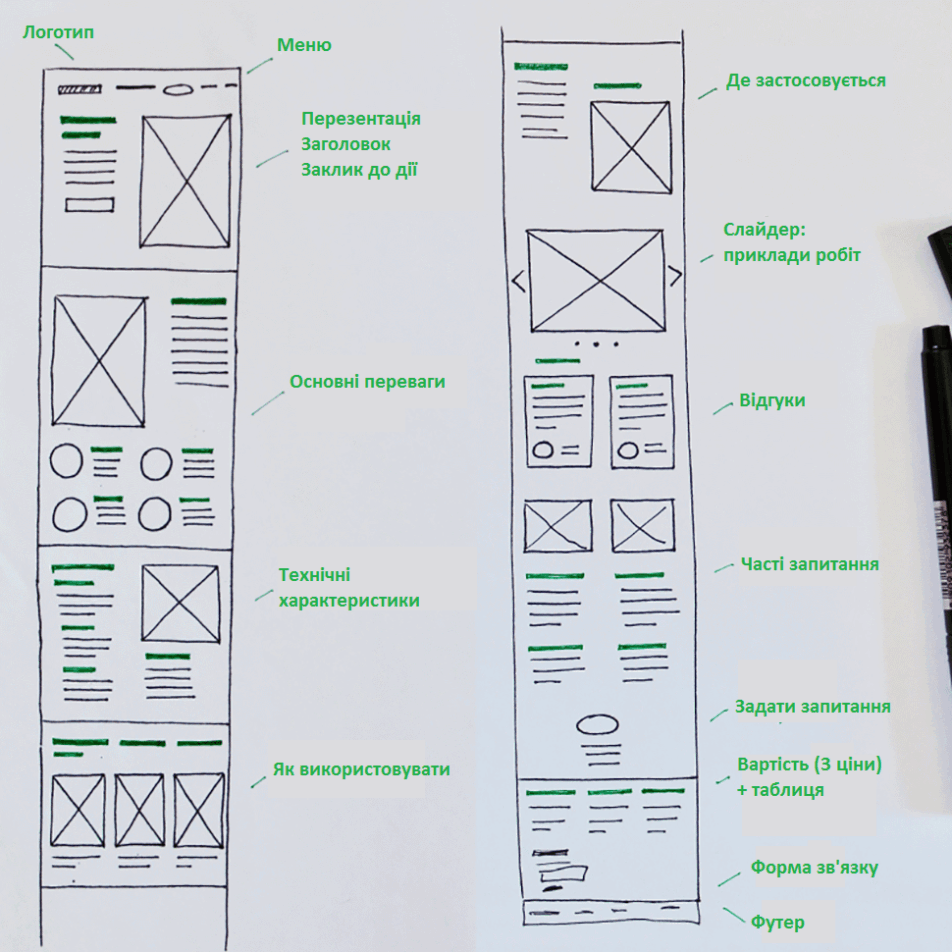 Логотип
Меню
Перезентація
Заголовок
Заклик до дії
Основні переваги
Технічні
характеристики
Як використовувати
Де застосовується
Слайдер:
приклади робіт
Відгуки
Часті запитання
Задати запитання
Вартість (3 ціни)
+ таблиця
Форма зв'язку
Футер